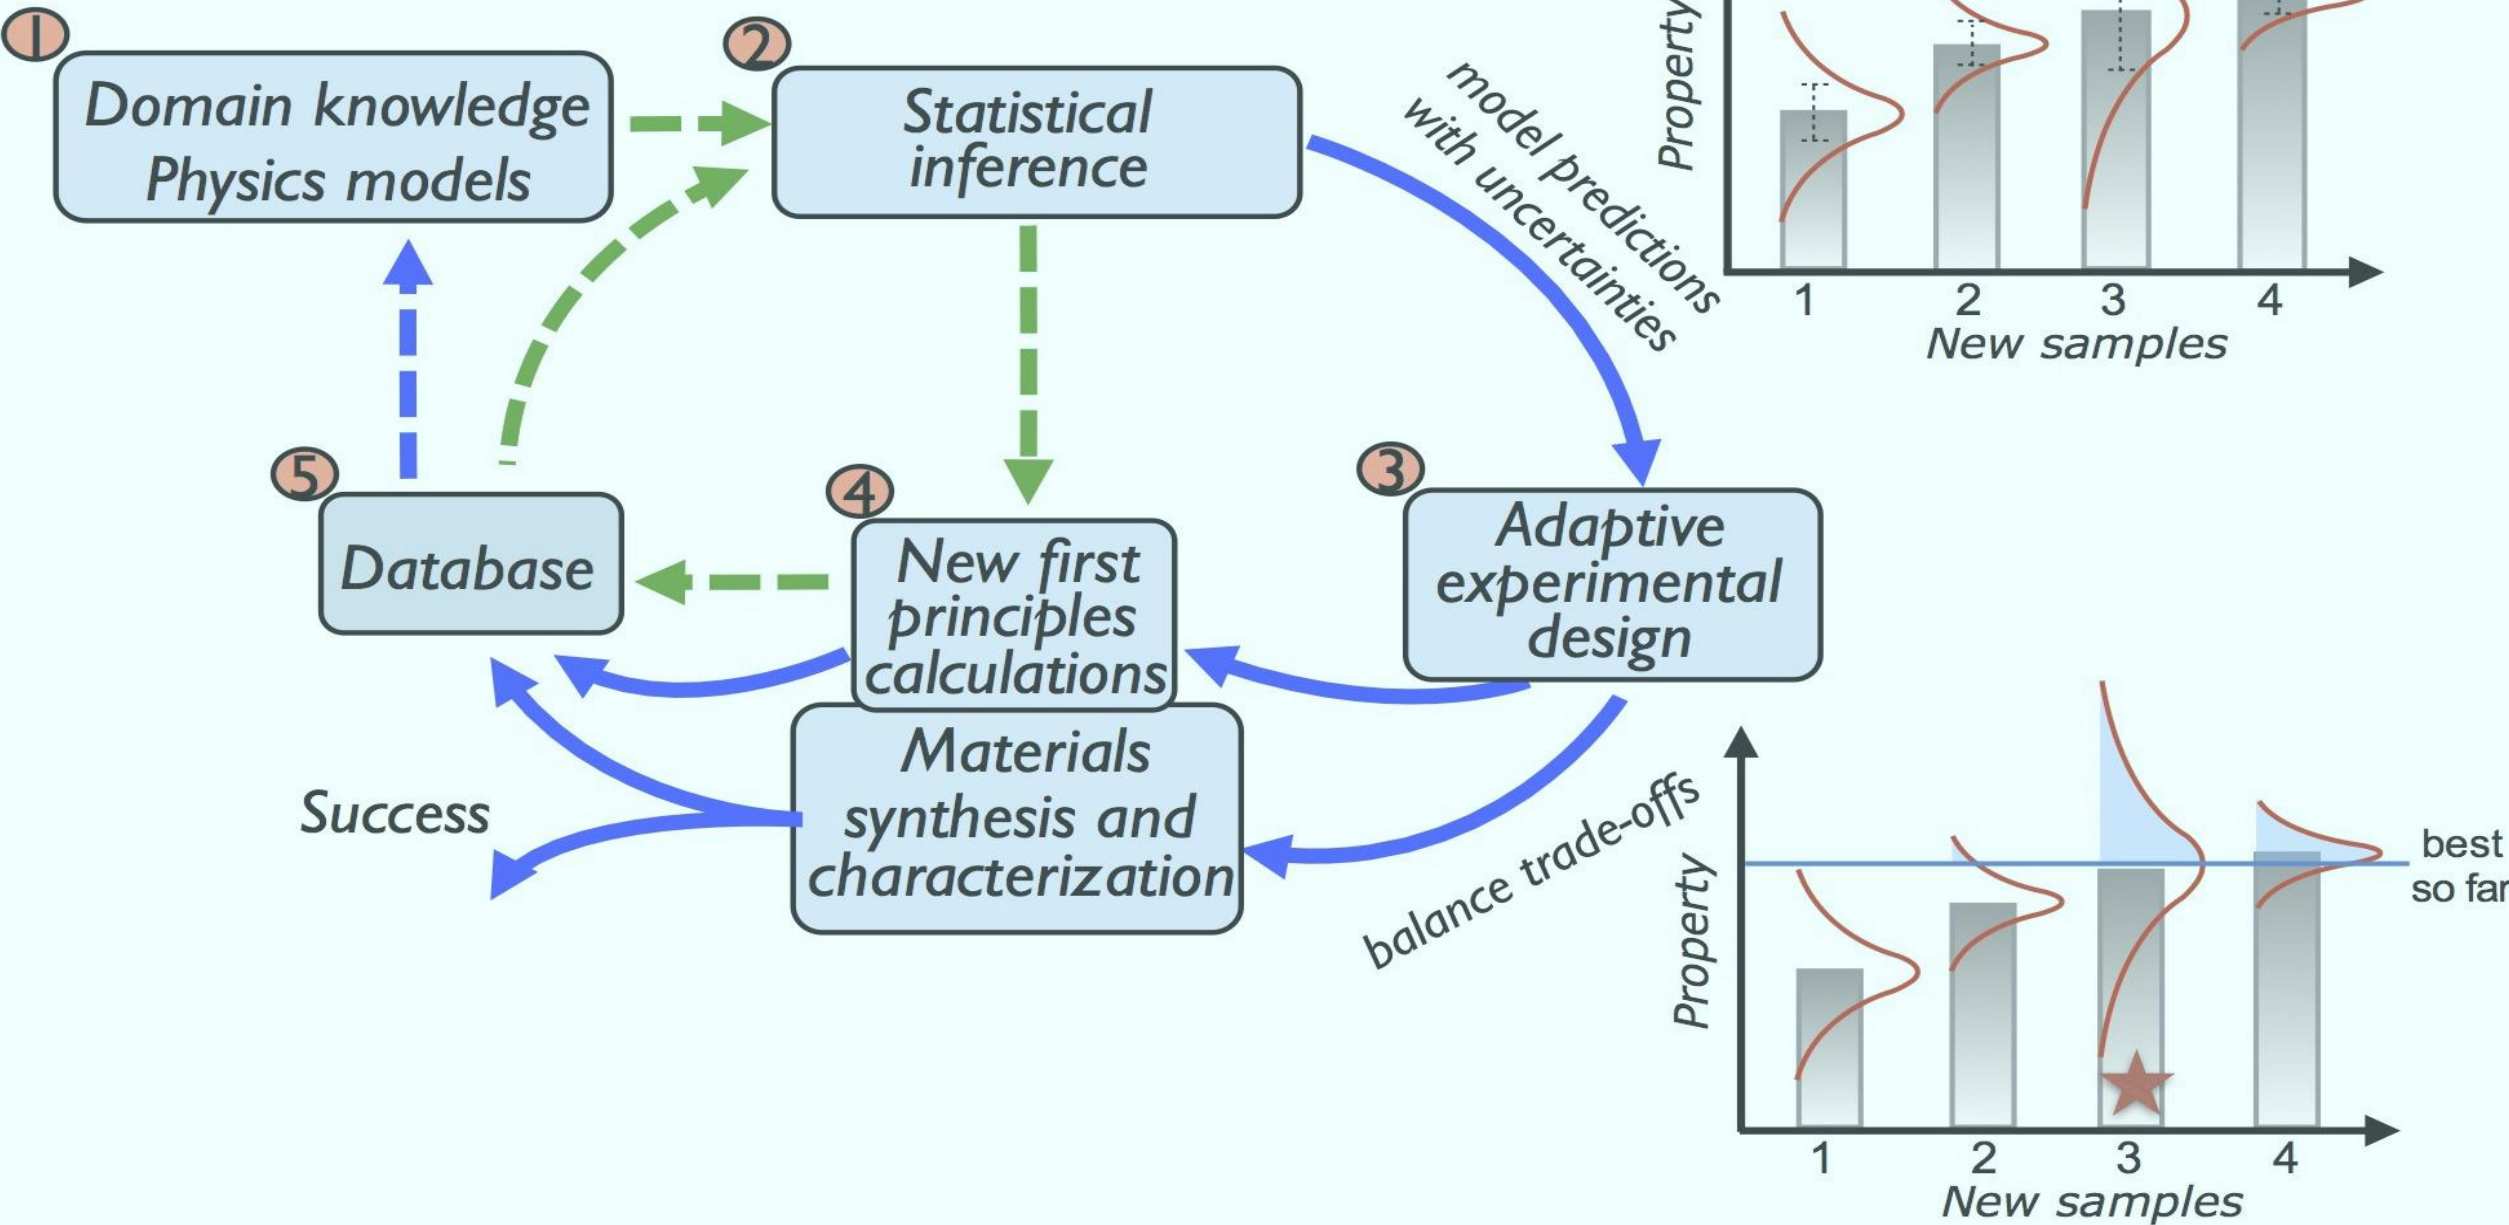 1
Domain knowledge
Physics models
2
Statistical
inference
model predictions
with uncertainties
Property
1 2 3 4
New samples
5
Database
4
New first
principles
calculations
3
Adaptive
experimental
design
Materials
synthesis and
characterization
Success
balance trade-offs
Property
best
so far
1 2 3 4
New samples